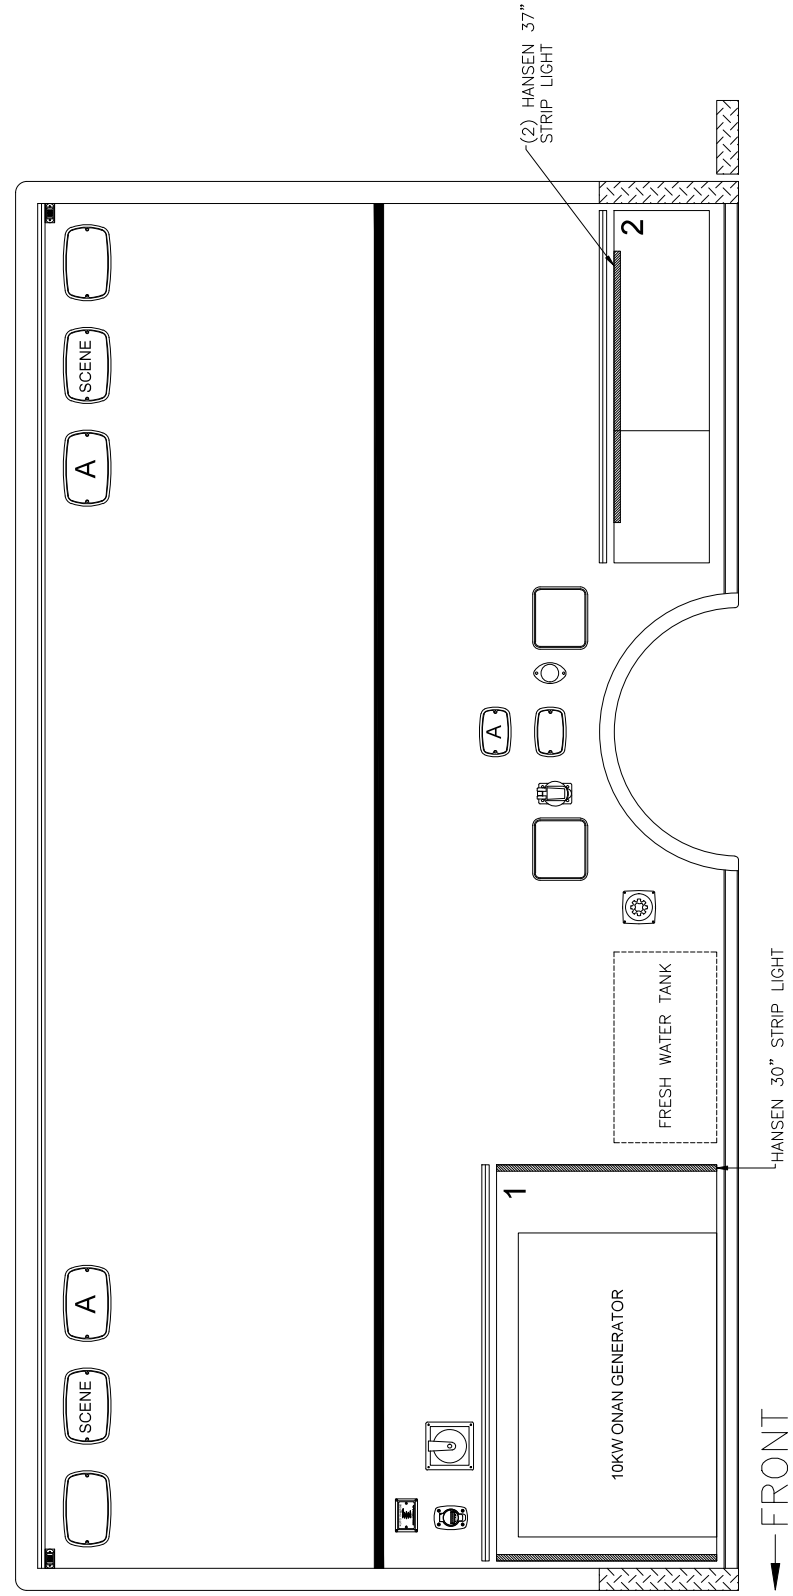 (2) HANSEN 37"
STRIP LIGHT
2
SCENE
A
A
FRESH WATER TANK
HANSEN 30" STRIP LIGHT
1
10KW ONAN GENERATOR
A
SCENE
FRONT